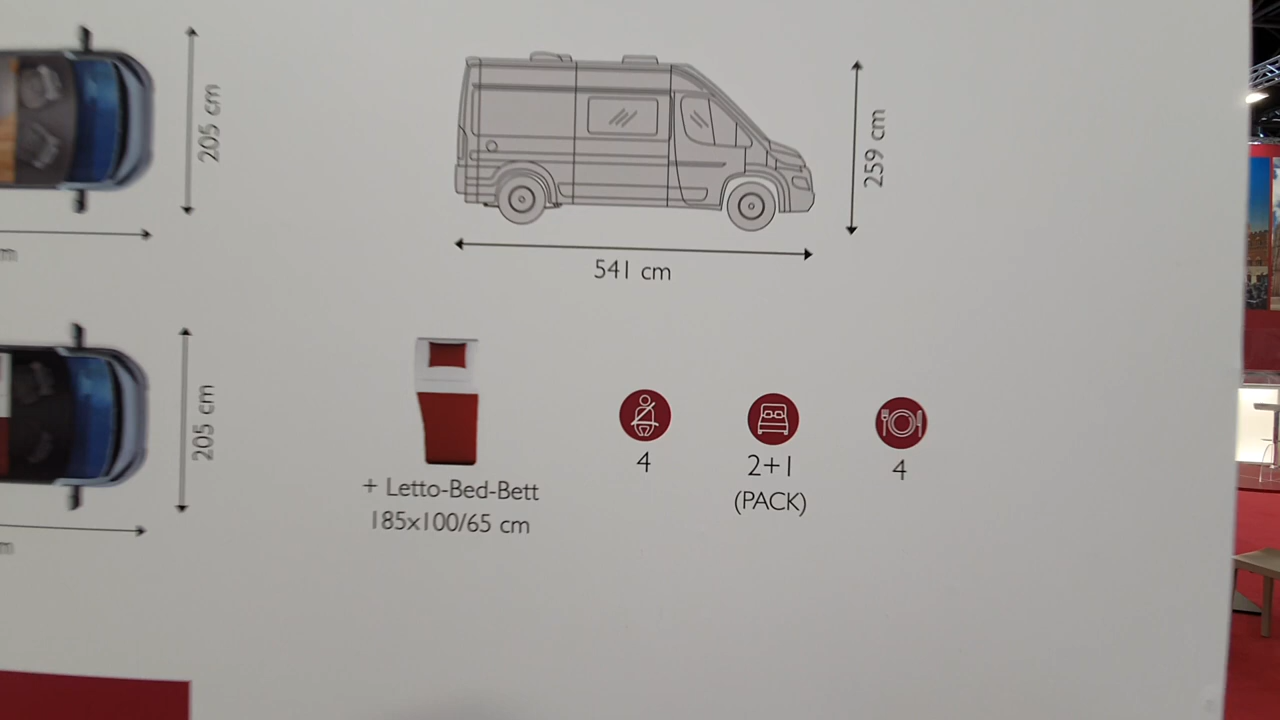 205 cm
259 cm
m
541 cm
205 cm
+ Letto-Bed-Bett
185x100/65 cm
4
2+1
(PACK)
4
m